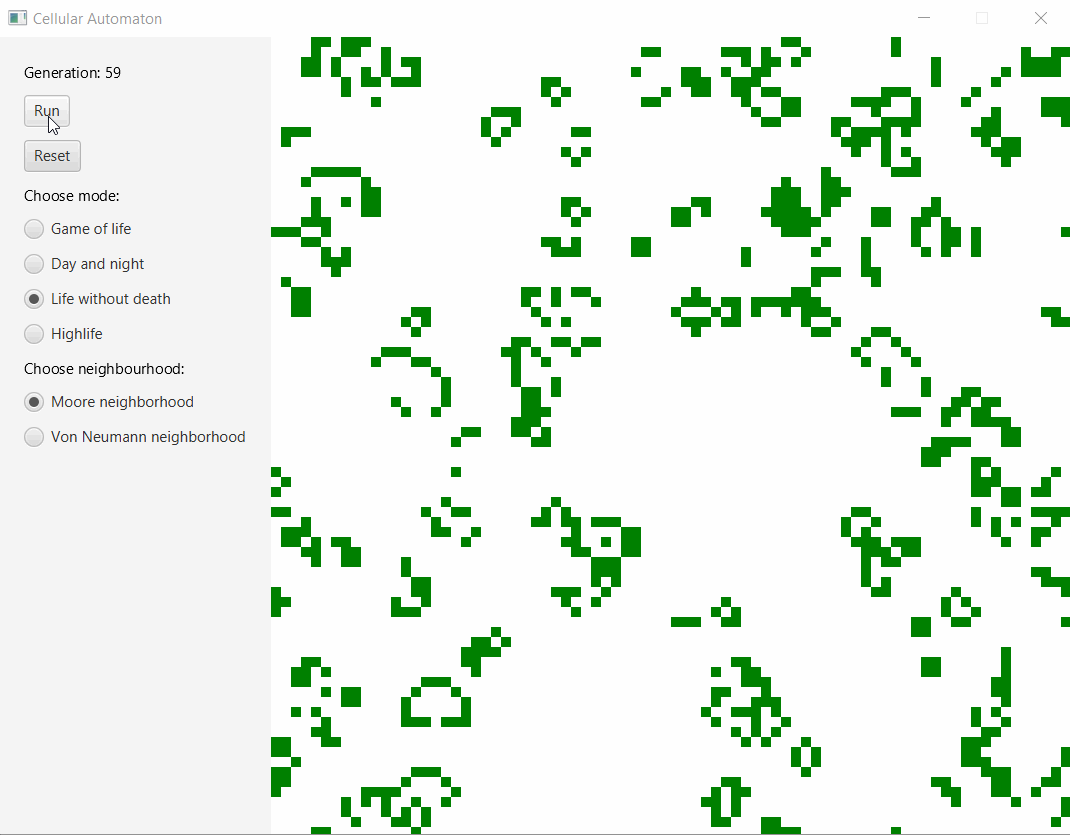 Cellular Automaton
Generation: 59
Run
Reset
Choose mode:
Game of life
Day and night
Life without death
Highlife
Choose neighbourhood:
Moore neighborhood
Von Neumann neighborhood